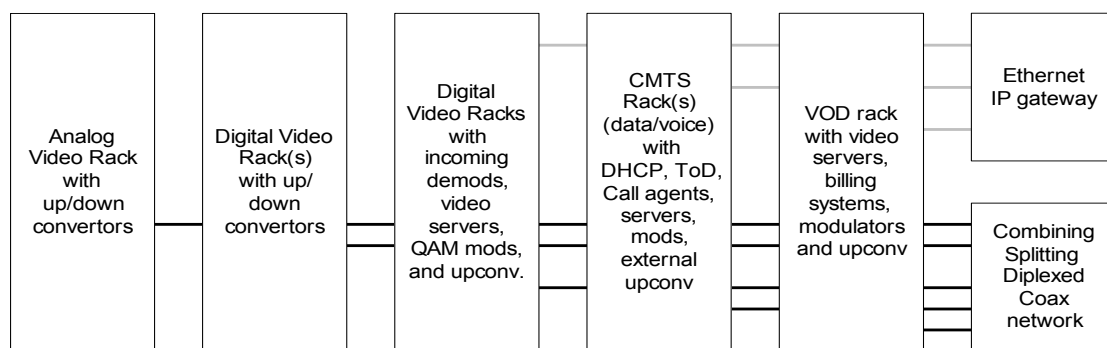 Analog
Video Rack
with
up/down
convertors
Digital Video
Rack(s)
with up/
down
convertors
Digital
Video Racks
with
incoming
demods,
video
servers,
QAM mods,
and upconv.
CMTS
Rack(s)
(data/voice)
with
DHCP, ToD,
Call agents,
servers,
mods,
external
upconv
VOD rack
with video
servers,
billing
systems,
modulators
and upconv
Ethernet
IP gateway
Combining
Splitting
Diplexed
Coax
network